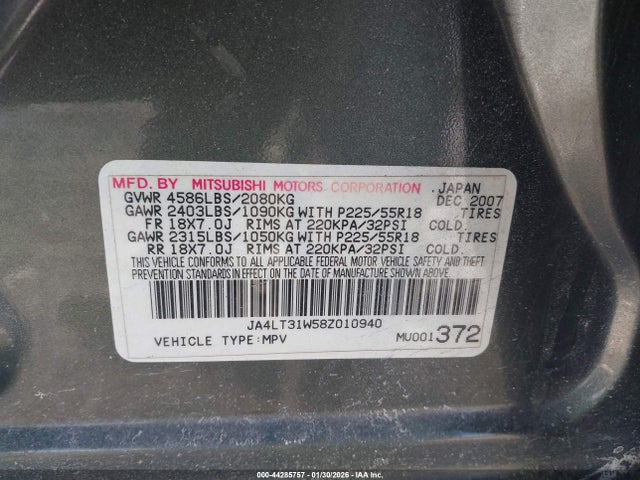 MFD. BY MITSUBISHI MOTORS CORPORATION . JAPAN
GVWR 4586LBS/2080KG DEC 2007
GAWR 2403LBS/1090KG WITH P225/55R18 TIRES
FR 18X7.0J RIMS AT 220KPA/32PSI COLD.
GAWR 2315LBS/1050KG WITH P225/55R18 TIRES
RR 18X7.0J RIMS AT 220KPA/32PSI COLD.
THIS VEHICLE CONFORMS TO ALL APPLICABLE FEDERAL MOTOR VEHICLE SAFETY AND THEFT
PREVENTION STANDARDS IN EFFECT ON THE DATE OF MANUFACTURE SHOWN ABOVE.
JA4LT31W58Z010940
VEHICLE TYPE:MPV MU001372
000-44285757 - 01/30/2026 - IAA Inc.